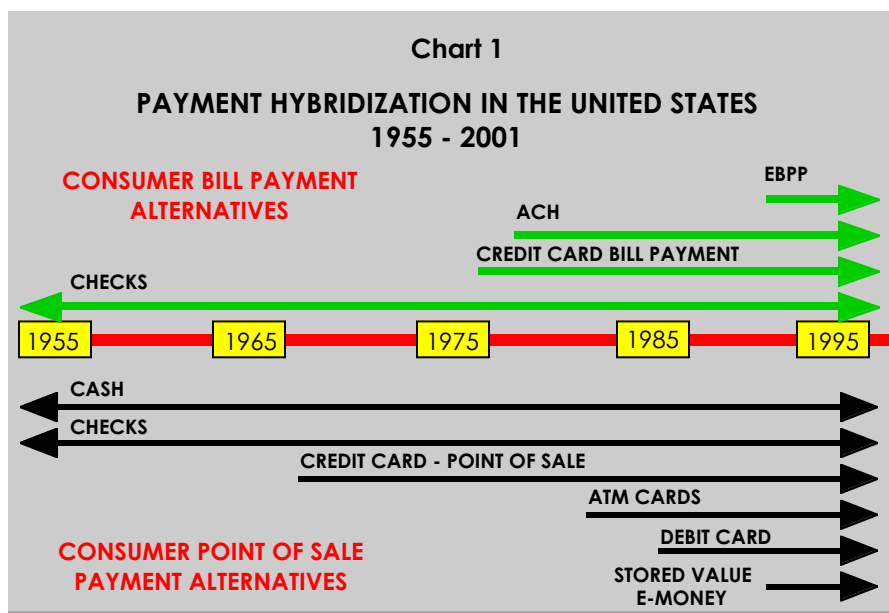 Chart 1
PAYMENT HYBRIDIZATION IN THE UNITED STATES
1955 - 2001
CONSUMER BILL PAYMENT
ALTERNATIVES
EBPP
ACH
CREDIT CARD BILL PAYMENT
CHECKS
1955 1965 1975 1985 1995
CASH
CHECKS
CREDIT CARD - POINT OF SALE
ATM CARDS
DEBIT CARD
CONSUMER POINT OF SALE
PAYMENT ALTERNATIVES
STORED VALUE
E-MONEY